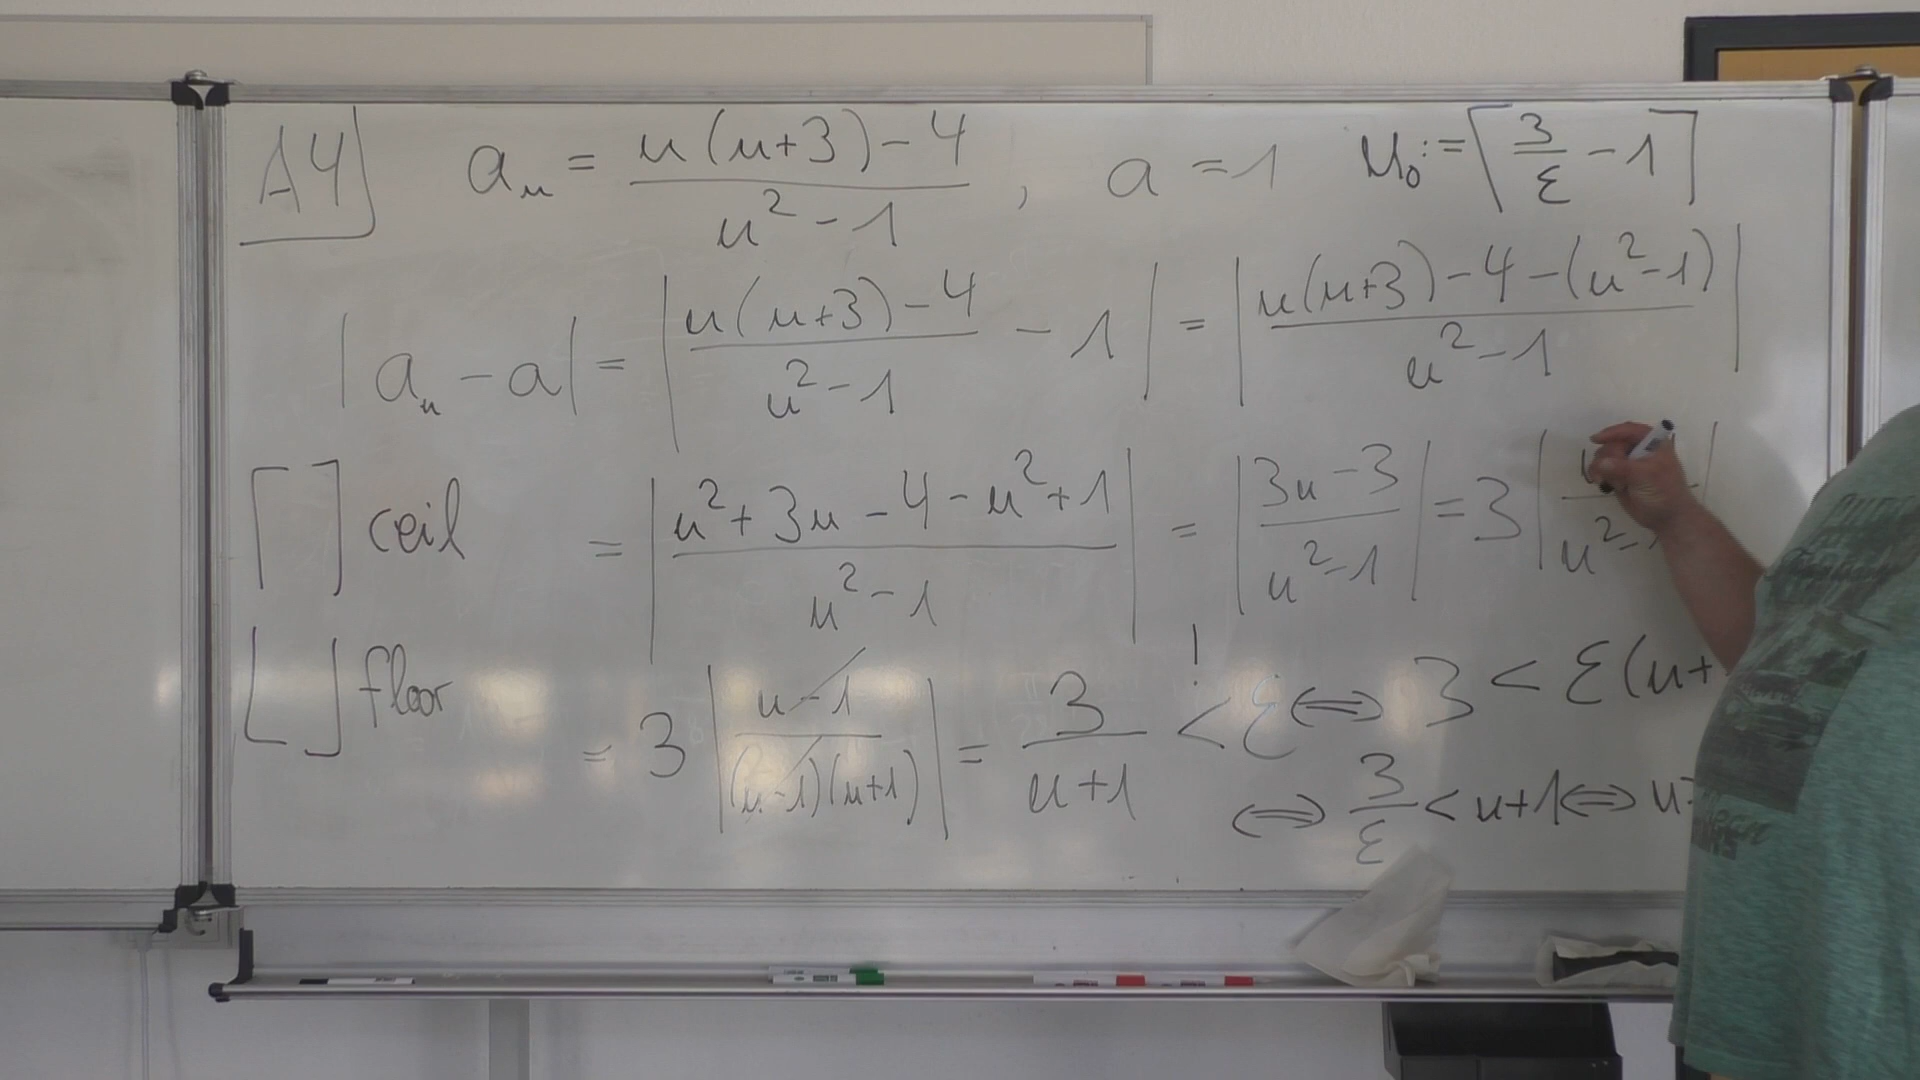 A4 aₙ = (n(n+3)-4)/(n²-1) , a = 1 n₀ := ⌈3/ε - 1⌉
|aₙ - a| = |(n(n+3)-4)/(n²-1) - 1| = |(n(n+3)-4-(n²-1))/(n²-1)|
⌈ ⌉ ceil = |(n²+3n-4-n²+1)/(n²-1)| = |(3n-3)/(n²-1)| = 3|
⌊ ⌋ floor = 3|(n-1)/((n-1)(n+1))| = 3/(n+1) <! ε ⟺ 3 < ε(n+
⟺ 3/ε < n+1 ⟺ n